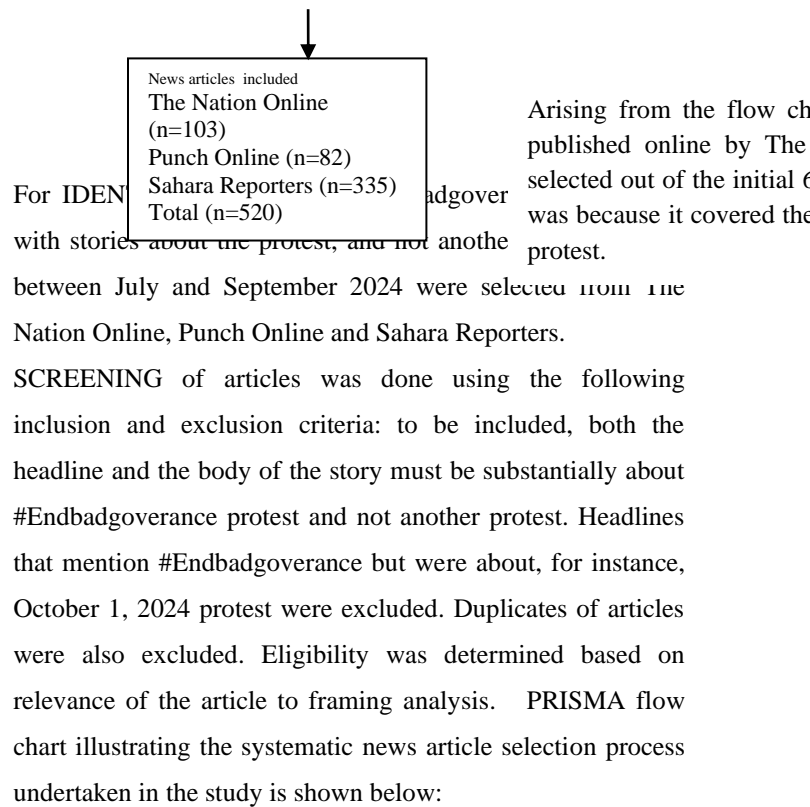 News articles included
The Nation Online
(n=103)
Punch Online (n=82)
Sahara Reporters (n=335)
Total (n=520)
Arising from the flow
published online by The
selected out of the initial
was because it covered
protest.
For
with stories about the protest, and not
between July and September 2024 were selected from The
Nation Online, Punch Online and Sahara Reporters.
SCREENING of articles was done using the following
inclusion and exclusion criteria: to be included, both the
headline and the body of the story must be substantially about
#Endbadgoverance protest and not another protest. Headlines
that mention #Endbadgoverance but were about, for instance,
October 1, 2024 protest were excluded. Duplicates of articles
were also excluded. Eligibility was determined based on
relevance of the article to framing analysis. PRISMA flow
chart illustrating the systematic news article selection process
undertaken in the study is shown below: